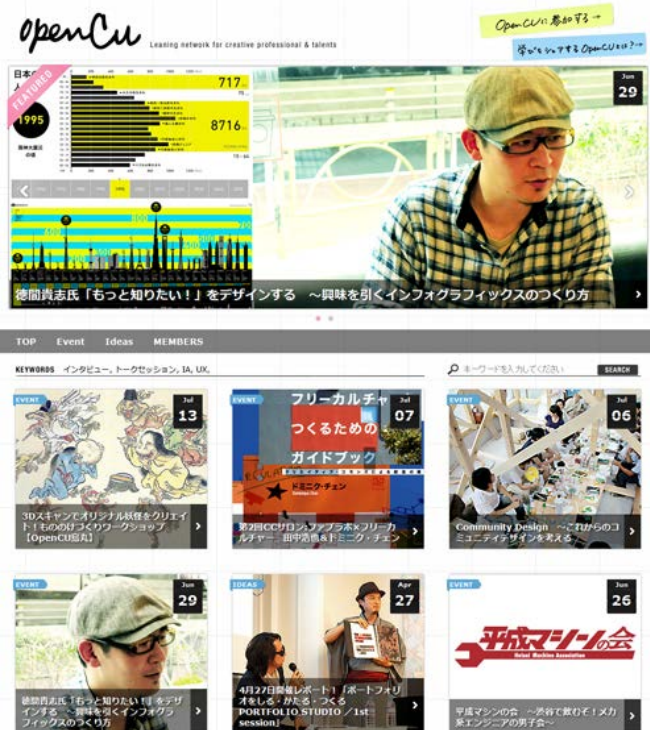 openCu
Leaning network for creative professional & talents
OpenCUに参加する→
学びをシェアするOpenCUとは?→
FEATURED
日本の
1995
717
8716
Jun
29
徳間貴志氏「もっと知りたい！」をデザインする ～興味を引くインフォグラフィックスのつくり方
TOP Event Ideas MEMBERS
KEYWORDS インタビュー, トークセッション, IA, UX,
キーワードを入力してください SEARCH
EVENT
Jul
13
3Dスキャンでオリジナル妖怪をクリエイ
ト！もののけづくりワークショップ
【OpenCU烏丸】
EVENT
Jul
07
フリーカルチャ
つくるための
ガイドブック
ドミニク・チェン
第2回CCサロン:ファブラボ×フリーカ
ルチャー 田中浩也&ドミニク・チェン
EVENT
Jul
06
Community Design ～これからのコ
ミュニティデザインを考える
EVENT
Jun
29
徳間貴志氏「もっと知りたい！」をデザ
インする ～興味を引くインフォグラ
フィックスのつくり方
IDEAS
Apr
27
4月27日開催レポート！「ポートフォリ
オをしる・かたる・つくる
PORTFOLIO STUDIO /1st
session」
EVENT
Jun
26
平成マシンの会
Heisei Machine Association
平成マシンの会 ～渋谷で飲むぞ！メカ
系エンジニアの男子会～